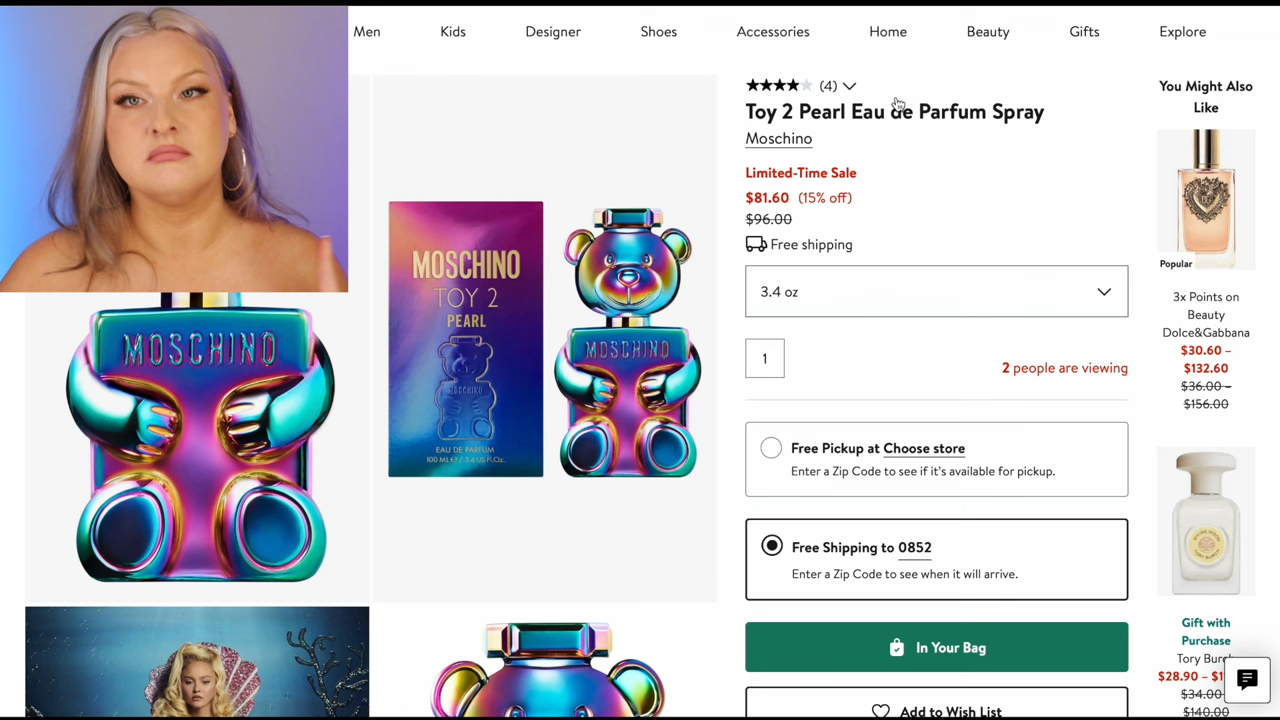 Men
Kids
Designer
Shoes
Accessories
Home
Beauty
Gifts
Explore
MOSCHINO
MOSCHINO
TOY 2
PEARL
MOSCHINO
EAU DE PARFUM
100 ML ℮ / 3.4 US FL.Oz.
MOSCHINO
(4)
Toy 2 Pearl Eau de Parfum Spray
Moschino
Limited-Time Sale
$81.60 (15% off)
$96.00
Free shipping
3.4 oz
1
2 people are viewing
Free Pickup at Choose store
Enter a Zip Code to see if it’s available for pickup.
Free Shipping to 0852
Enter a Zip Code to see when it will arrive.
In Your Bag
Add to Wish List
You Might Also
Like
Popular
3x Points on
Beauty
Dolce&Gabbana
$30.60 –
$132.60
$36.00 –
$156.00
Gift with
Purchase
Tory Burch
$28.90 – $1
$34.00
$140.00